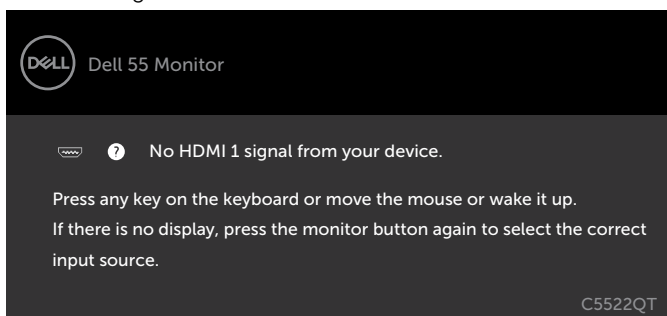 DELL Dell 55 Monitor
No HDMI 1 signal from your device.
Press any key on the keyboard or move the mouse or wake it up.
If there is no display, press the monitor button again to select the correct
input source.
C5522QT